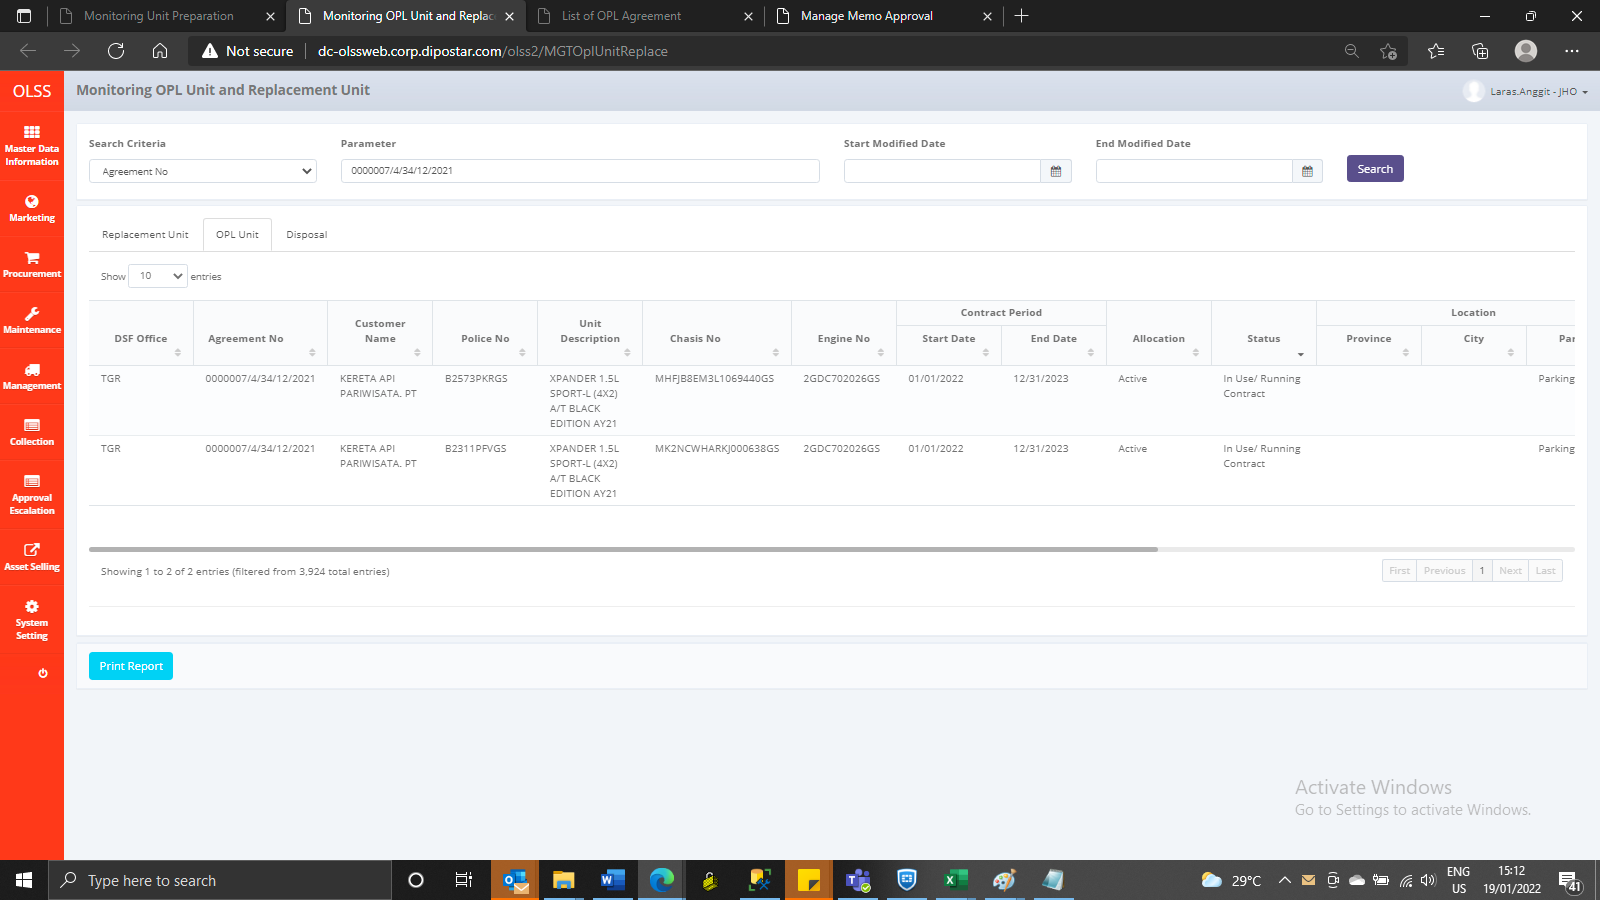 Monitoring Unit Preparation
Monitoring OPL Unit and Replac
List of OPL Agreement
Manage Memo Approval
Not secure
dc-olssweb.corp.dipostar.com/olss2/MGTOplUnitReplace
OLSS
Monitoring OPL Unit and Replacement Unit
Laras.Anggit - JHO
Master Data
Information
Marketing
Procurement
Maintenance
Management
Collection
Approval
Escalation
Asset Selling
System
Setting
Search Criteria
Parameter
Start Modified Date
End Modified Date
Agreement No
0000007/4/34/12/2021
Search
Replacement Unit
OPL Unit
Disposal
Show 10 entries
Contract Period
Location
DSF Office
Agreement No
Customer
Name
Police No
Unit
Description
Chasis No
Engine No
Start Date
End Date
Allocation
Status
Province
City
Par
TGR
0000007/4/34/12/2021
KERETA API
PARIWISATA. PT
B2573PKRGS
XPANDER 1.5L
SPORT-L (4X2)
A/T BLACK
EDITION AY21
MHFJB8EM3L1069440GS
2GDC702026GS
01/01/2022
12/31/2023
Active
In Use/ Running
Contract
Parking
TGR
0000007/4/34/12/2021
KERETA API
PARIWISATA. PT
B2311PFVGS
XPANDER 1.5L
SPORT-L (4X2)
A/T BLACK
EDITION AY21
MK2NCWHARKJ000638GS
2GDC702026GS
01/01/2022
12/31/2023
Active
In Use/ Running
Contract
Parking
Showing 1 to 2 of 2 entries (filtered from 3,924 total entries)
First Previous 1 Next Last
Print Report
Activate Windows
Go to Settings to activate Windows.
Type here to search
29°C
ENG
US
15:12
19/01/2022
41